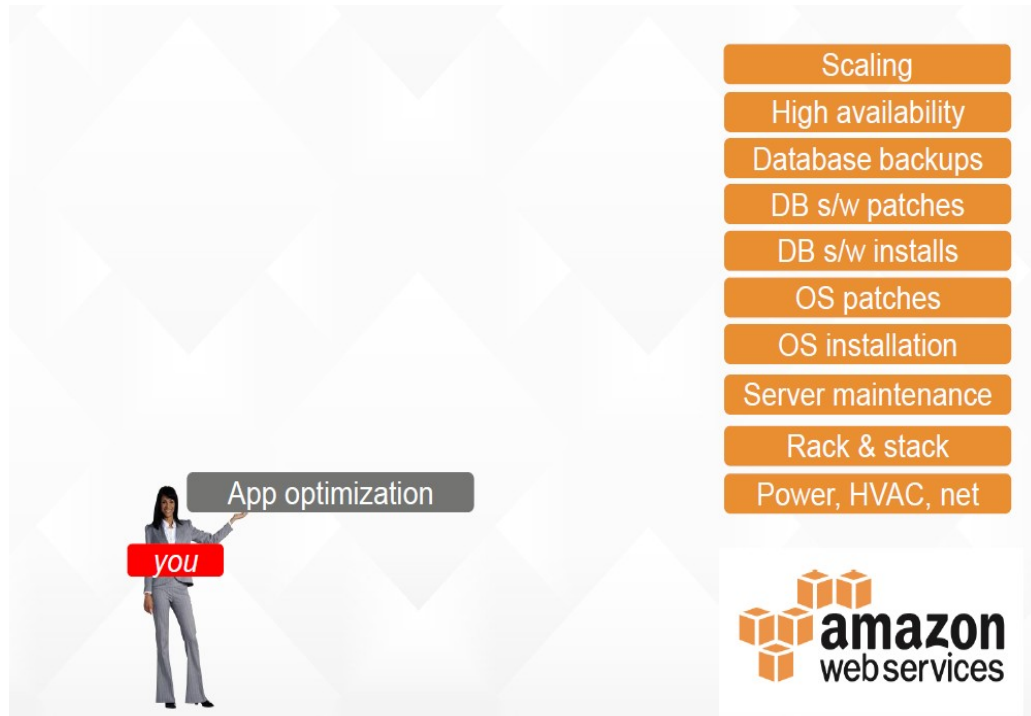 Scaling
High availability
Database backups
DB s/w patches
DB s/w installs
OS patches
OS installation
Server maintenance
Rack & stack
Power, HVAC, net
App optimization
you
amazon
webservices